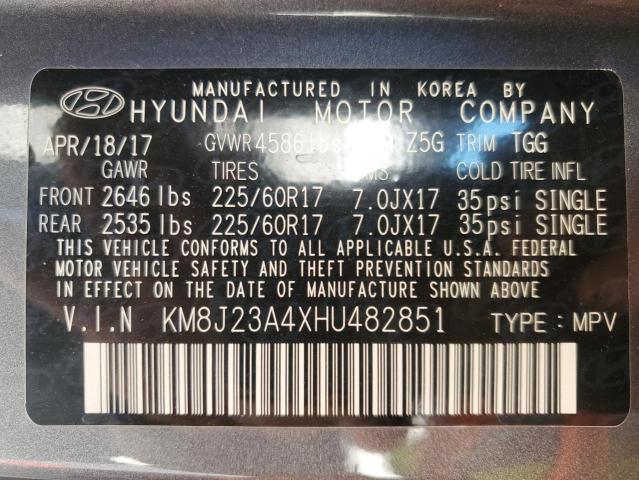 MANUFACTURED IN KOREA BY
HYUNDAI MOTOR COMPANY
APR/18/17 GVWR 4586 lbs Z5G TRIM TGG
GAWR TIRES COLD TIRE INFL
FRONT 2646 lbs 225/60R17 7.0JX17 35psi SINGLE
REAR 2535 lbs 225/60R17 7.0JX17 35psi SINGLE
THIS VEHICLE CONFORMS TO ALL APPLICABLE U.S.A. FEDERAL
MOTOR VEHICLE SAFETY AND THEFT PREVENTION STANDARDS
IN EFFECT ON THE DATE OF MANUFACTURE SHOWN ABOVE
V.I.N KM8J23A4XHU482851 TYPE : MPV